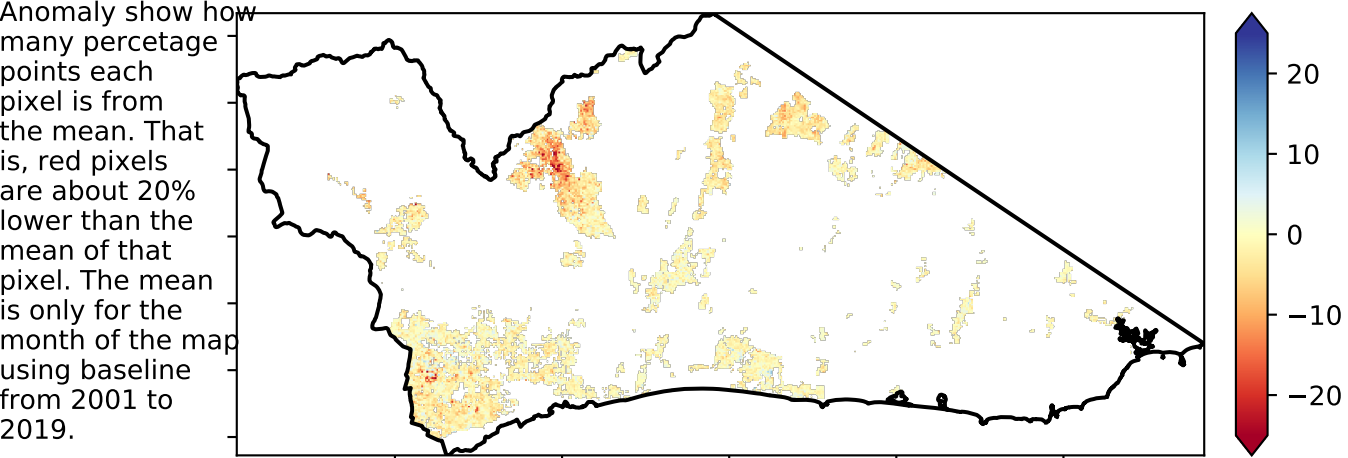 Anomaly show how
many percetage
points each
pixel is from
the mean. That
is, red pixels
are about 20%
lower than the
mean of that
pixel. The mean
is only for the
month of the map
using baseline
from 2001 to
2019.
20
10
0
−10
−20